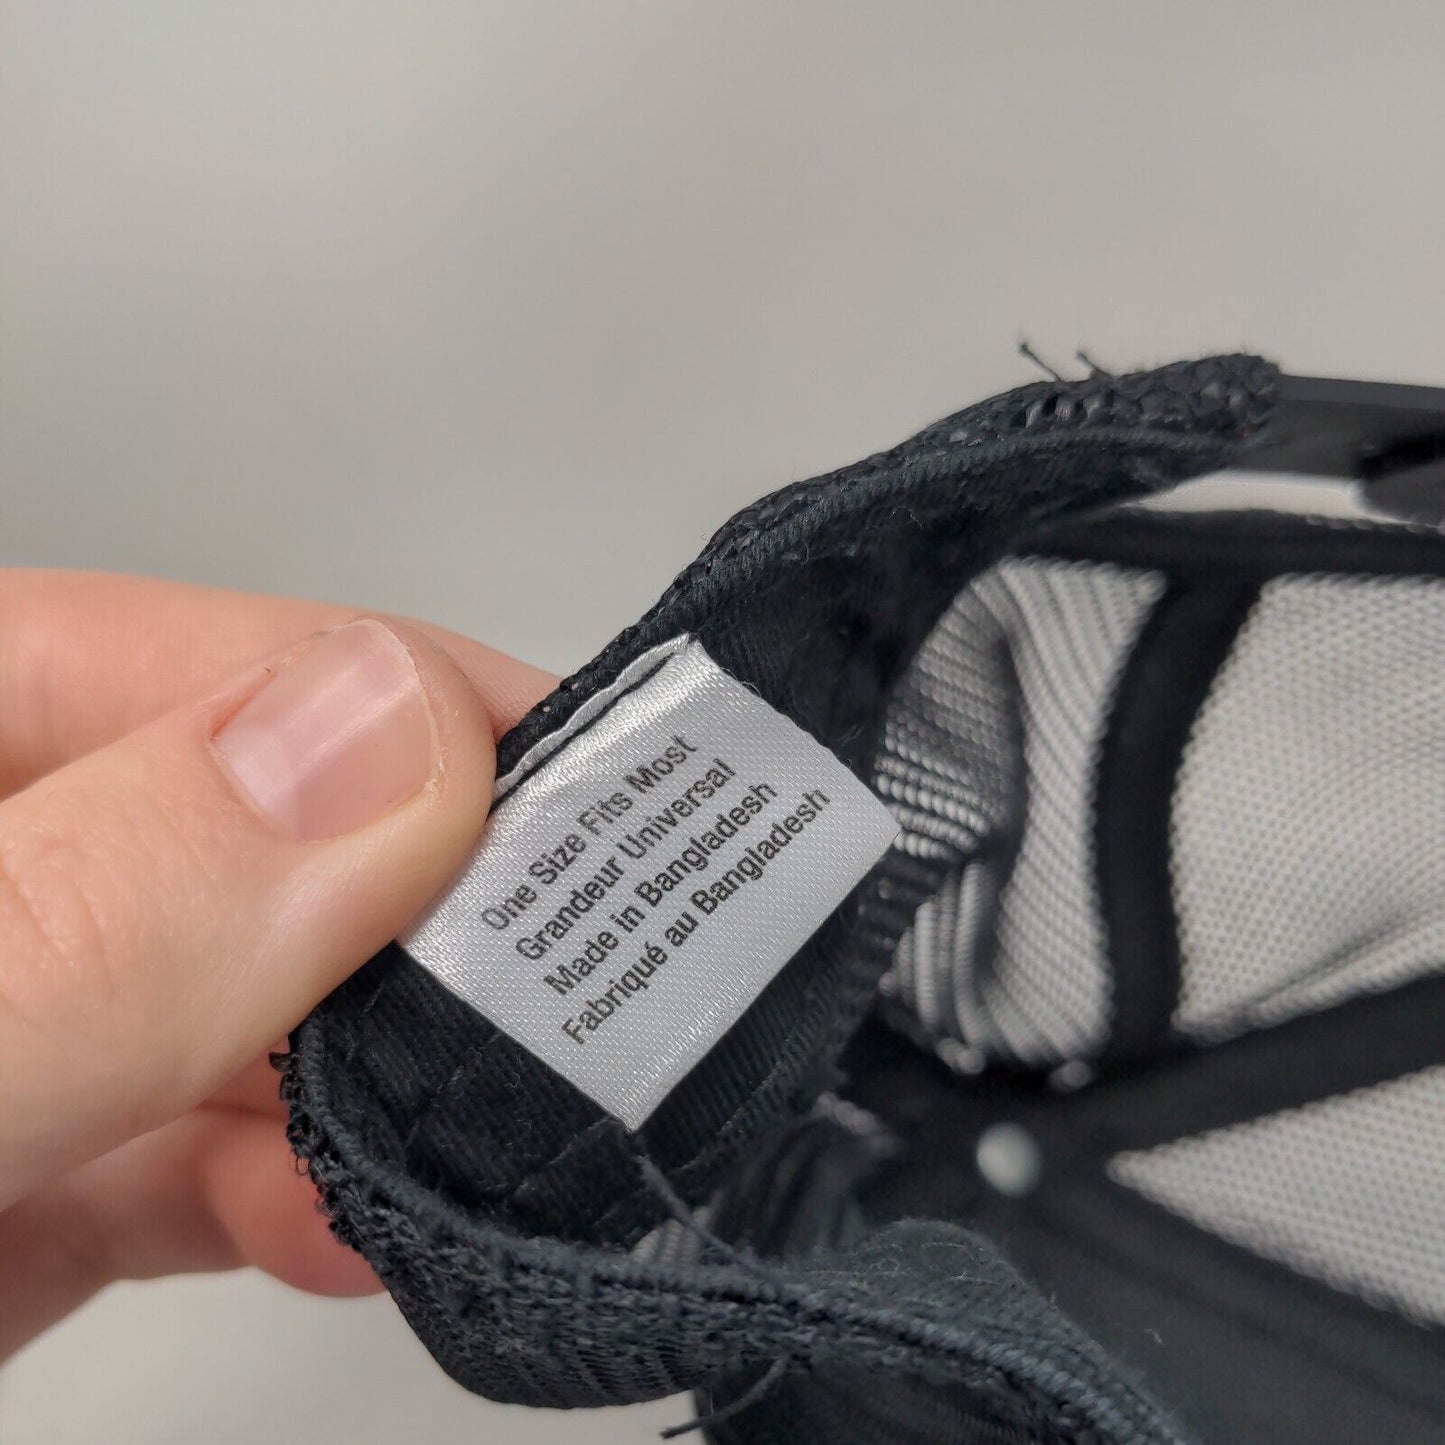 One Size Fits Most
Grandeur Universal
Made in Bangladesh
Fabriqué au Bangladesh